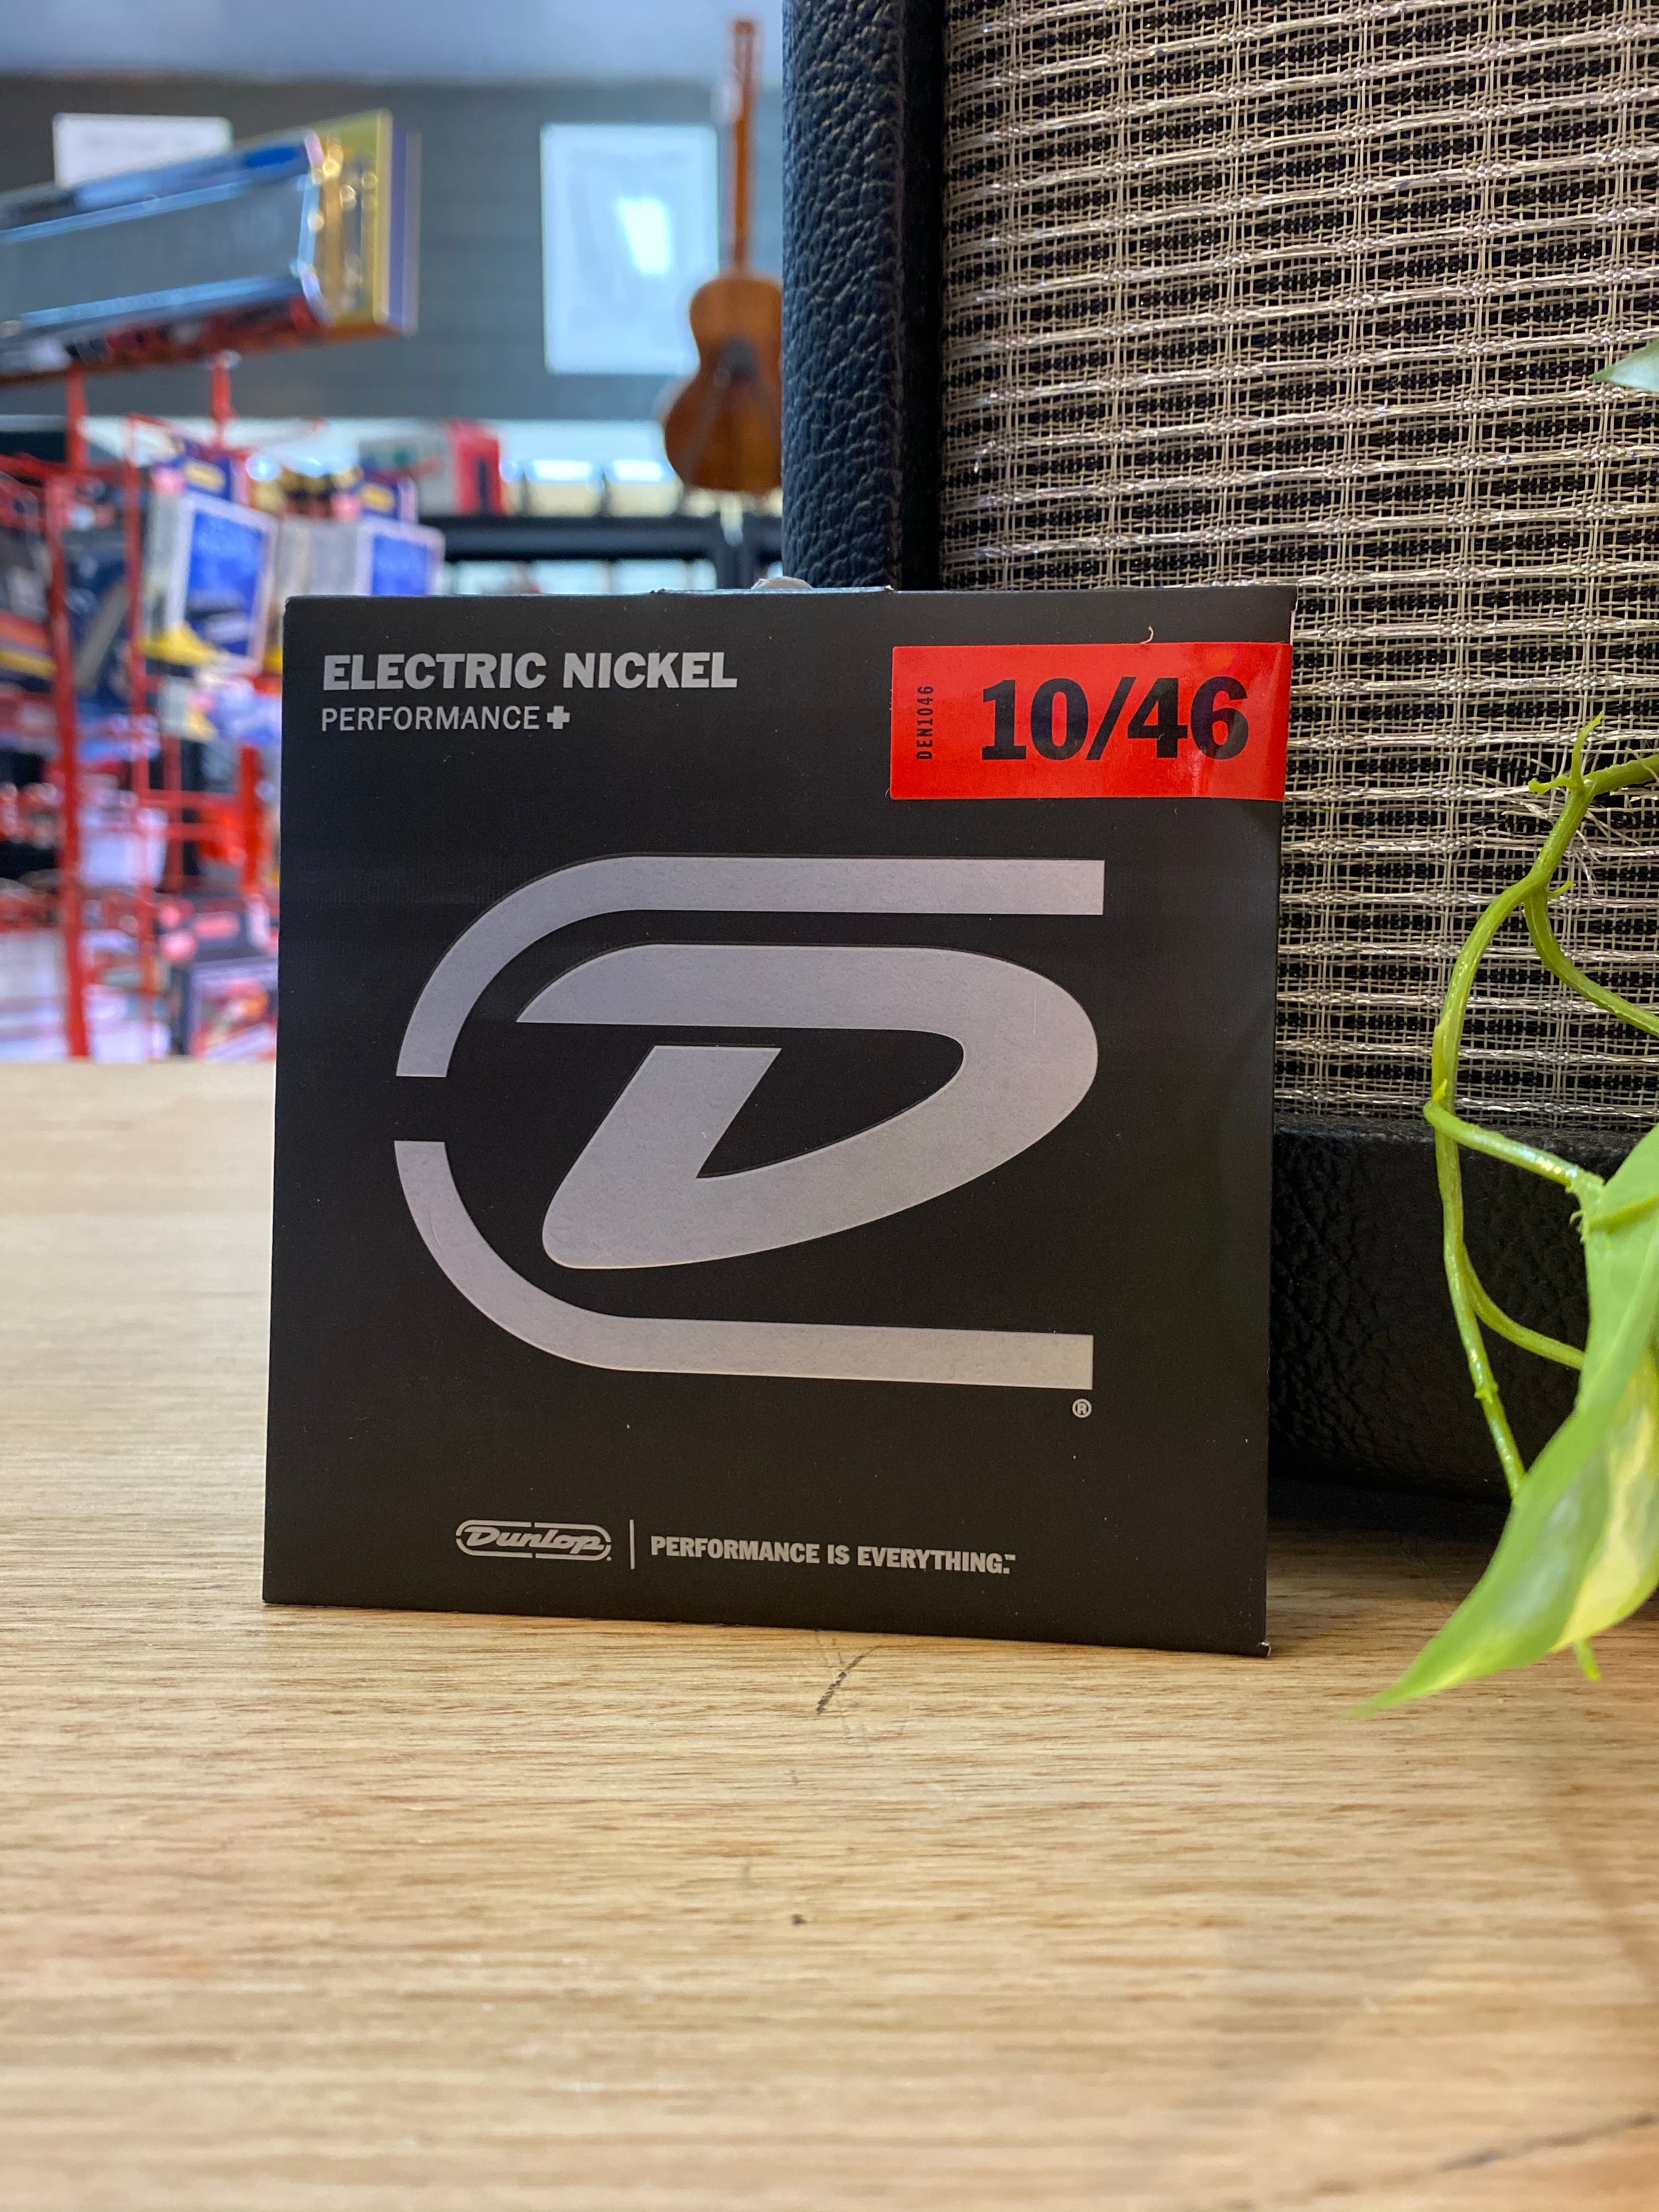 ELECTRIC NICKEL
PERFORMANCE+
DEN1046
10/46
D
®
Dunlop® | PERFORMANCE IS EVERYTHING.™